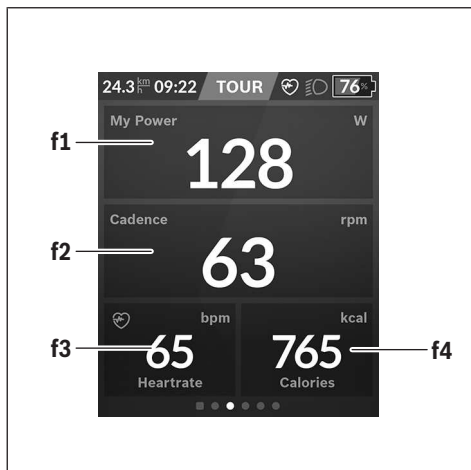 24.3 km/h 09:22 TOUR 76%
My Power W
f1
128
Cadence rpm
f2
63
bpm kcal
f3 65 765 f4
Heartrate Calories